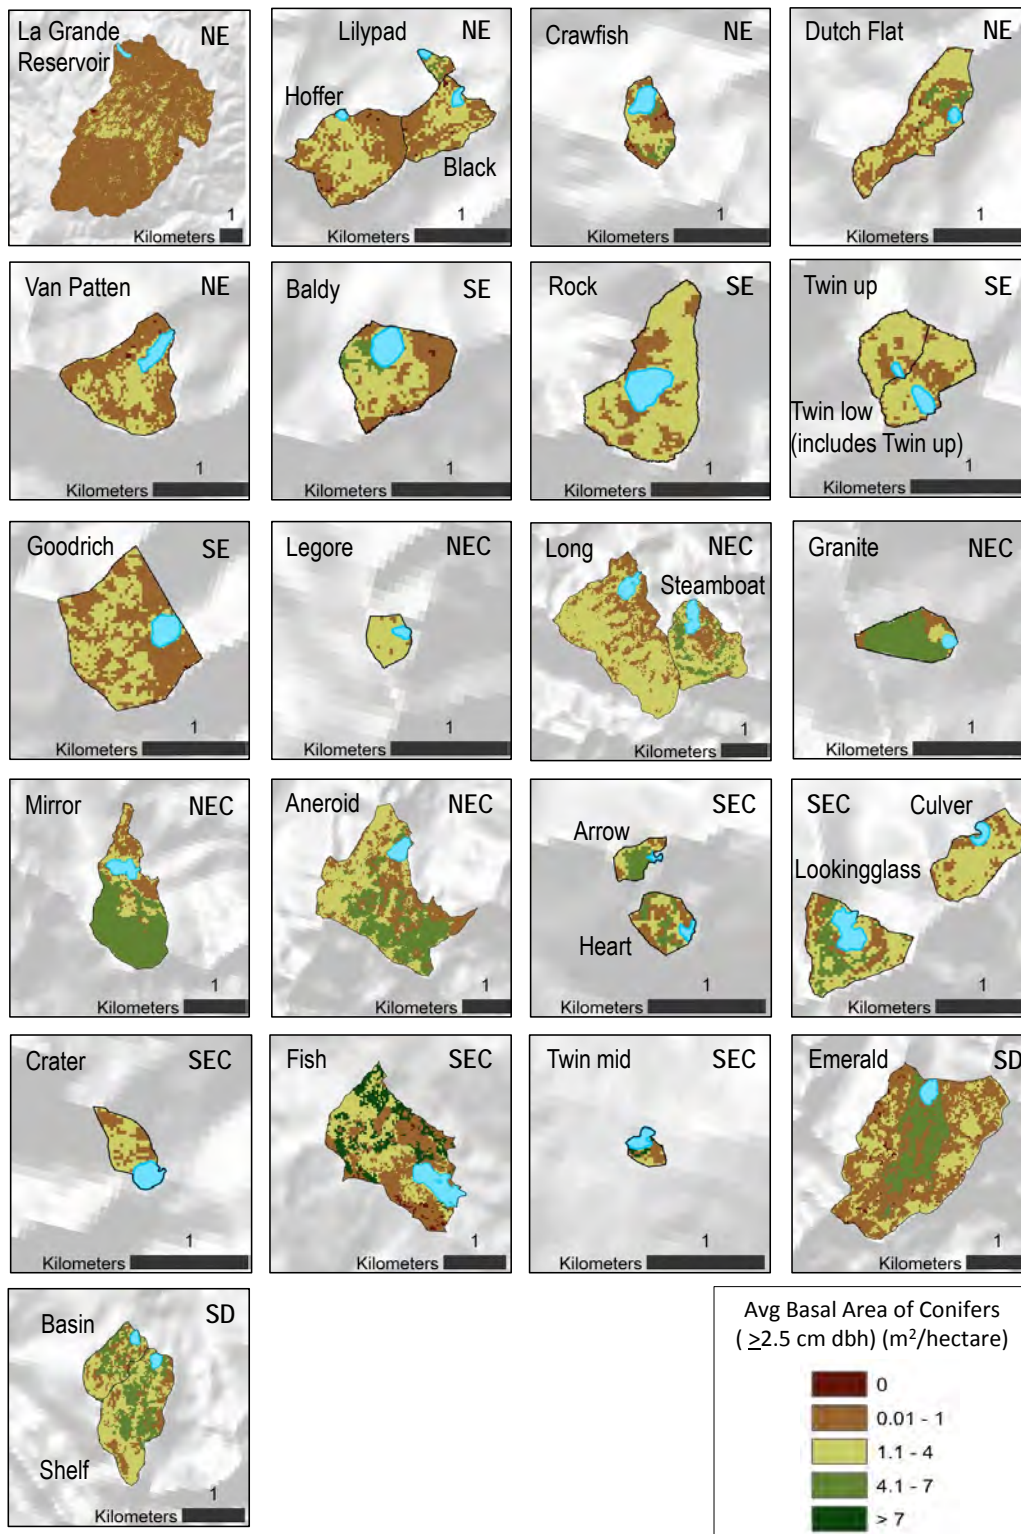 La Grande
Reservoir
NE
1
Kilometers
Lilypad
NE
Hoffer
Black
1
Kilometers
Crawfish
NE
1
Kilometers
Dutch Flat
NE
1
Kilometers
Van Patten
NE
1
Kilometers
Baldy
SE
1
Kilometers
Rock
SE
1
Kilometers
Twin up
SE
Twin low
(includes Twin up)
1
Kilometers
Goodrich
SE
1
Kilometers
Legore
NEC
1
Kilometers
Long
NEC
Steamboat
1
Kilometers
Granite
NEC
1
Kilometers
Mirror
NEC
1
Kilometers
Aneroid
NEC
1
Kilometers
SEC
Arrow
Heart
1
Kilometers
SEC
Culver
Lookingglass
1
Kilometers
Crater
SEC
1
Kilometers
Fish
SEC
1
Kilometers
Twin mid
SEC
1
Kilometers
Emerald
SD
1
Kilometers
Basin
SD
Shelf
1
Kilometers
Avg Basal Area of Conifers
( ≥2.5 cm dbh) (m²/hectare)
0
0.01 - 1
1.1 - 4
4.1 - 7
> 7